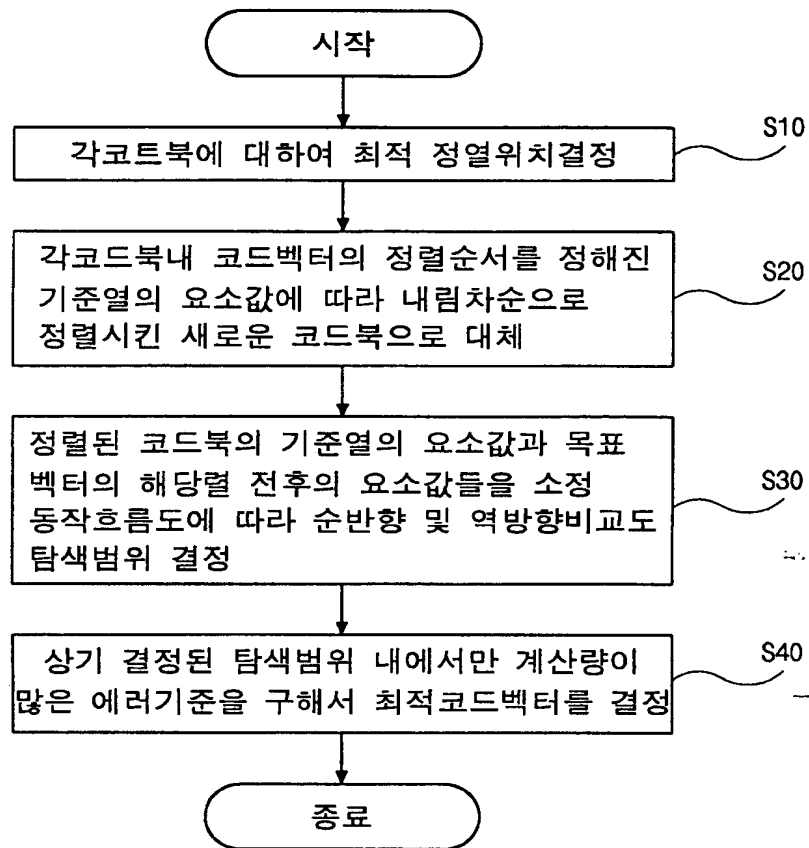 시작
각코트북에 대하여 최적 정열위치결정
S10
각코드북내 코드벡터의 정렬순서를 정해진
기준열의 요소값에 따라 내림차순으로
정렬시킨 새로운 코드북으로 대체
S20
정렬된 코드북의 기준열의 요소값과 목표
벡터의 해당렬 전후의 요소값들을 소정
동작흐름도에 따라 순반향 및 역방향비교도
탐색범위 결정
S30
상기 결정된 탐색범위 내에서만 계산량이
많은 에러기준을 구해서 최적코드벡터를 결정
S40
종료